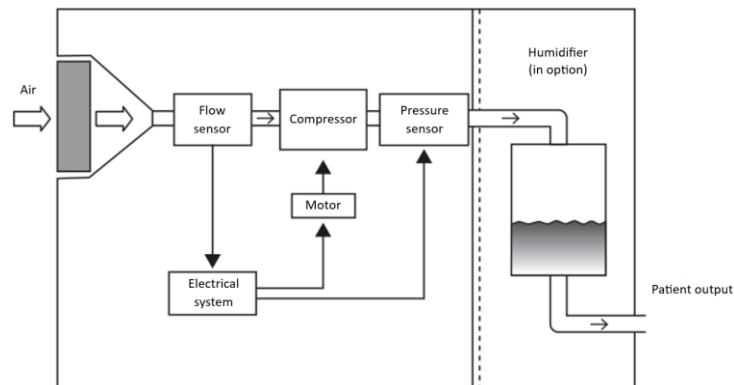 Humidifier
(in option)
Air
Flow
sensor
Compressor
Pressure
sensor
Motor
Electrical
system
Patient output